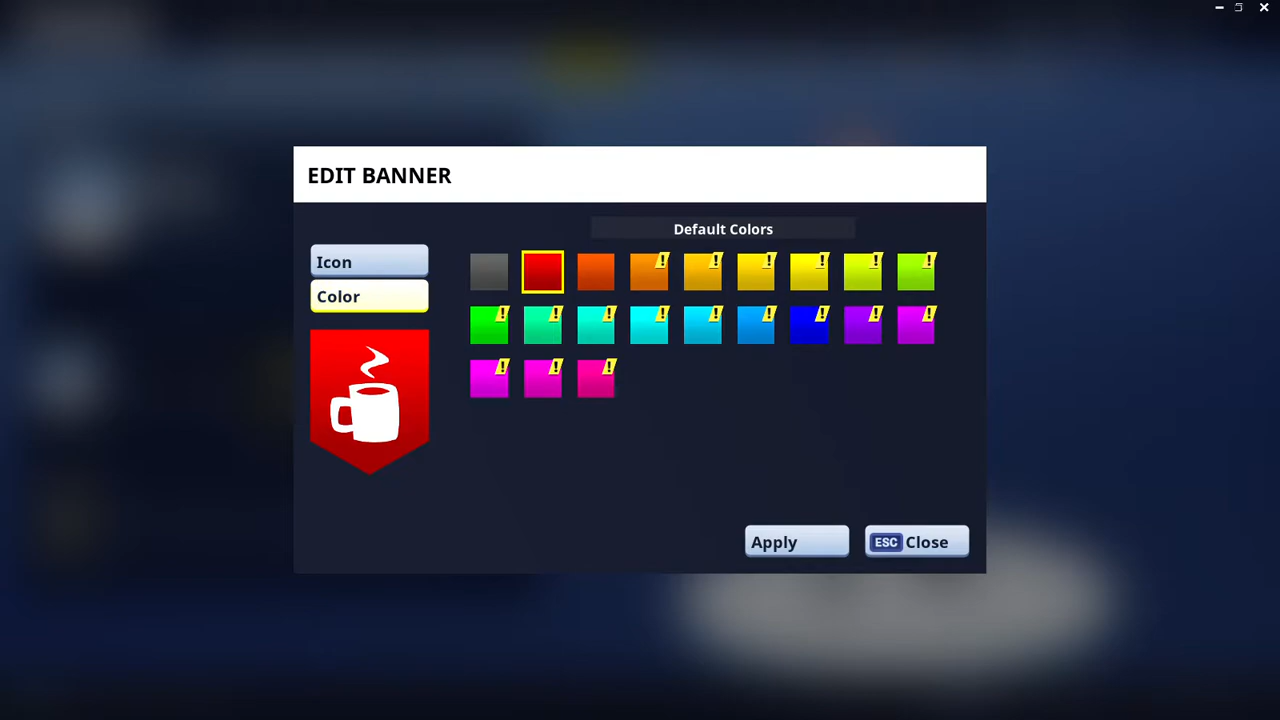 EDIT BANNER
Default Colors
Icon
Color
! ! ! ! ! !
! ! ! ! ! ! ! ! !
! ! !
Apply
ESC Close